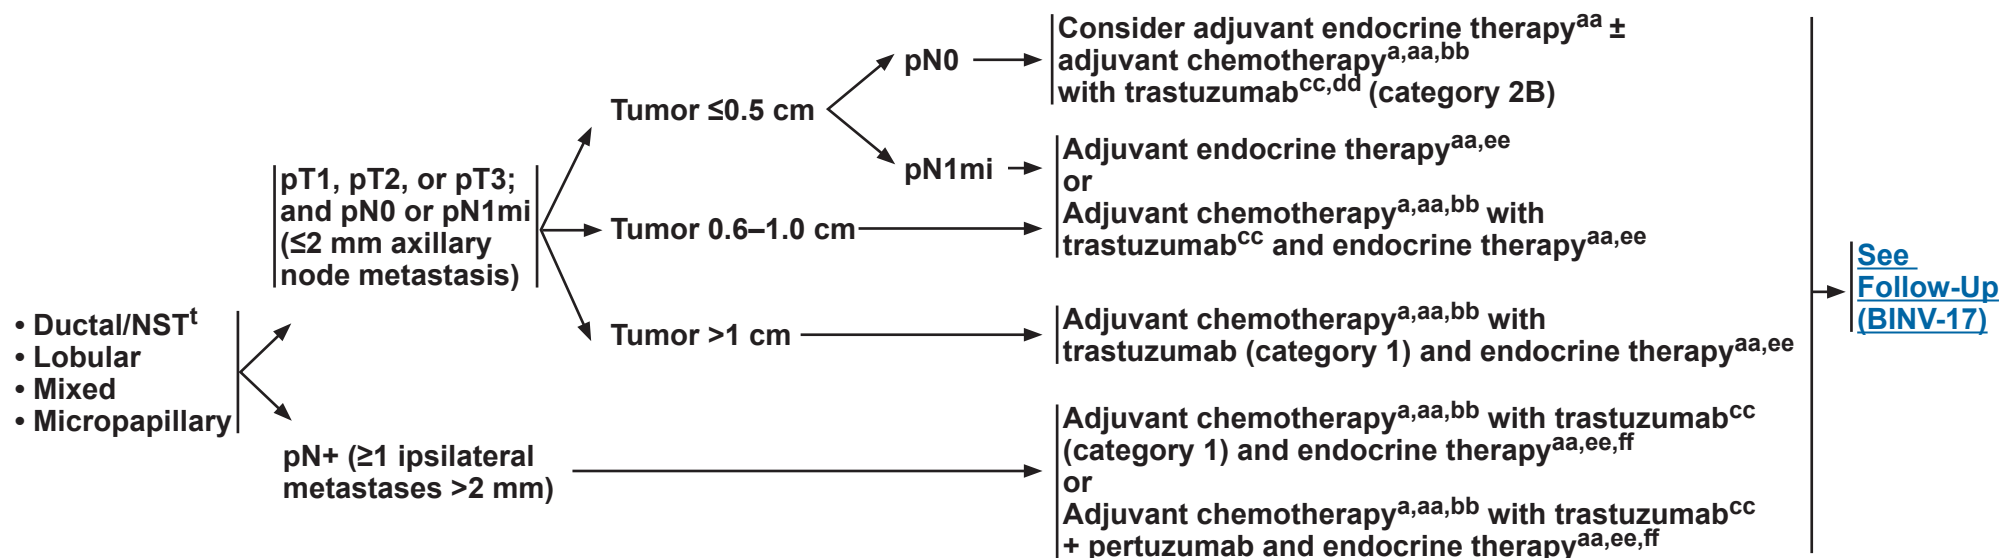 • Ductal/NSTt
• Lobular
• Mixed
• Micropapillary
pT1, pT2, or pT3;
and pN0 or pN1mi
(≤2 mm axillary
node metastasis)
pN+ (≥1 ipsilateral
metastases >2 mm)
Tumor ≤0.5 cm
Tumor 0.6–1.0 cm
Tumor >1 cm
pN0
pN1mi
Consider adjuvant endocrine therapyaa ±
adjuvant chemotherapya,aa,bb
with trastuzumabcc,dd (category 2B)
Adjuvant endocrine therapyaa,ee
or
Adjuvant chemotherapya,aa,bb with
trastuzumabcc and endocrine therapyaa,ee
Adjuvant chemotherapya,aa,bb with
trastuzumab (category 1) and endocrine therapyaa,ee
Adjuvant chemotherapya,aa,bb with trastuzumabcc
(category 1) and endocrine therapyaa,ee,ff
or
Adjuvant chemotherapya,aa,bb with trastuzumabcc
+ pertuzumab and endocrine therapyaa,ee,ff
See
Follow-Up
(BINV-17)